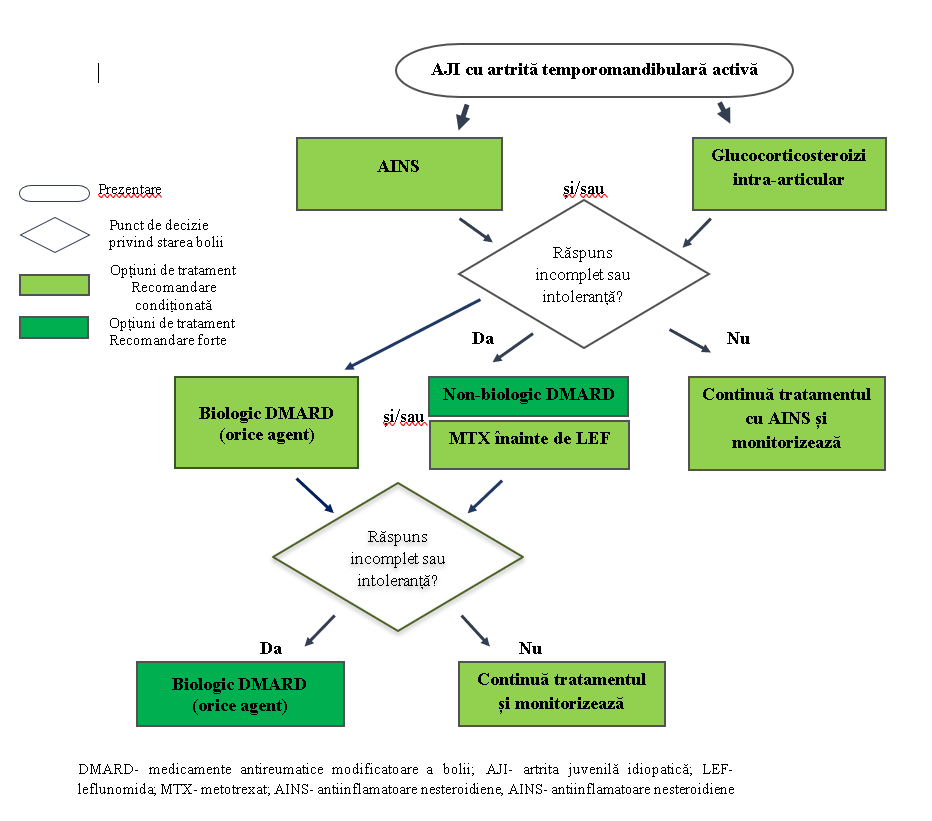 AJI cu artrită temporomandibulară activă
AINS
Glucocorticosteroizi
intra-articular
și/sau
Prezentare
Punct de decizie
privind starea bolii
Opțiuni de tratament
Recomandare
condiționată
Opțiuni de tratament
Recomandare forte
Răspuns
incomplet sau
intoleranță?
Da
Nu
Biologic DMARD
(orice agent)
și/sau
Non-biologic DMARD
MTX înainte de LEF
Continuă tratamentul
cu AINS și
monitorizează
Răspuns
incomplet sau
intoleranță?
Da
Nu
Biologic DMARD
(orice agent)
Continuă tratamentul
și monitorizează
DMARD- medicamente antireumatice modificatoare a bolii; AJI- artrita juvenilă idiopatică; LEF-
leflunomida; MTX- metotrexat; AINS- antiinflamatoare nesteroidiene, AINS- antiinflamatoare nesteroidiene